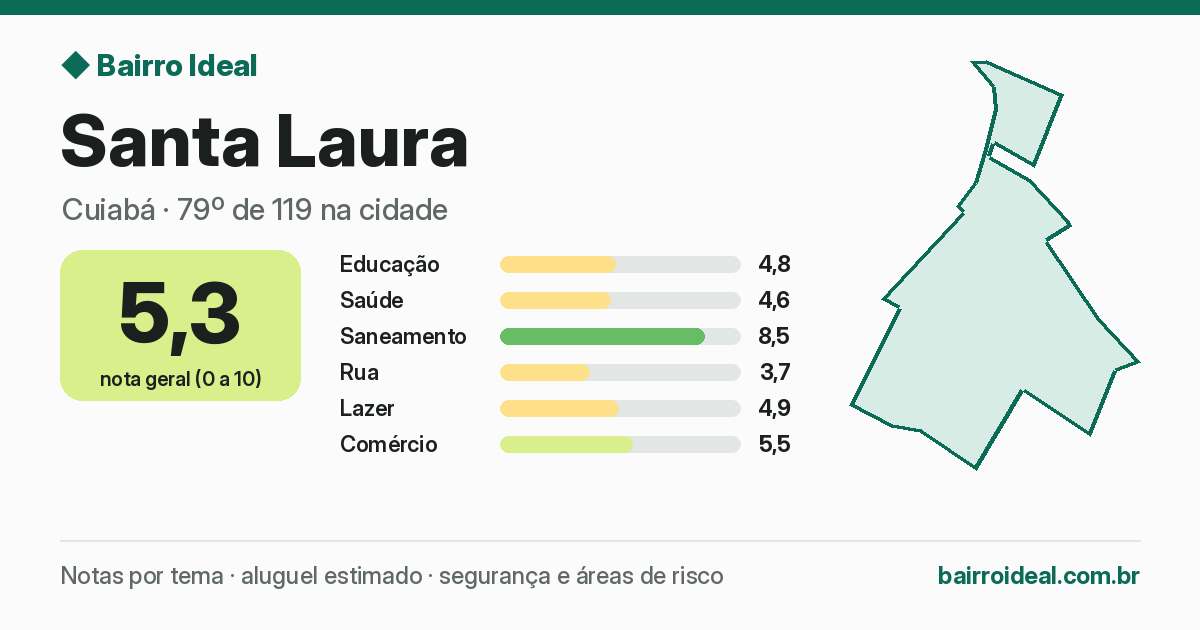 Bairro Ideal
Santa Laura
Cuiabá · 79º de 119 na cidade
5,3
nota geral (0 a 10)
Educação 4,8
Saúde 4,6
Saneamento 8,5
Rua 3,7
Lazer 4,9
Comércio 5,5
Notas por tema · aluguel estimado · segurança e áreas de risco
bairroideal.com.br